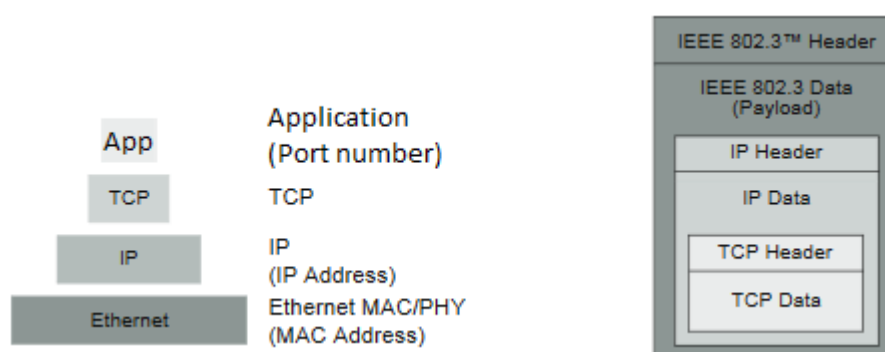 App
TCP
IP
Ethernet
Application
(Port number)
TCP
IP
(IP Address)
Ethernet MAC/PHY
(MAC Address)
IEEE 802.3™ Header
IEEE 802.3 Data
(Payload)
IP Header
IP Data
TCP Header
TCP Data